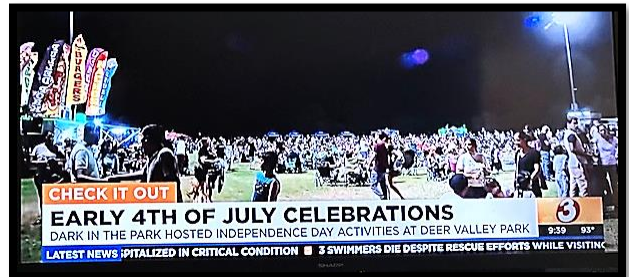 BURGERS
CHECK IT OUT
EARLY 4TH OF JULY CELEBRATIONS
3
DARK IN THE PARK HOSTED INDEPENDENCE DAY ACTIVITIES AT DEER VALLEY PARK
9:39 93°
LATEST NEWS SPITALIZED IN CRITICAL CONDITION 3 SWIMMERS DIE DESPITE RESCUE EFFORTS WHILE VISITING
SHARP